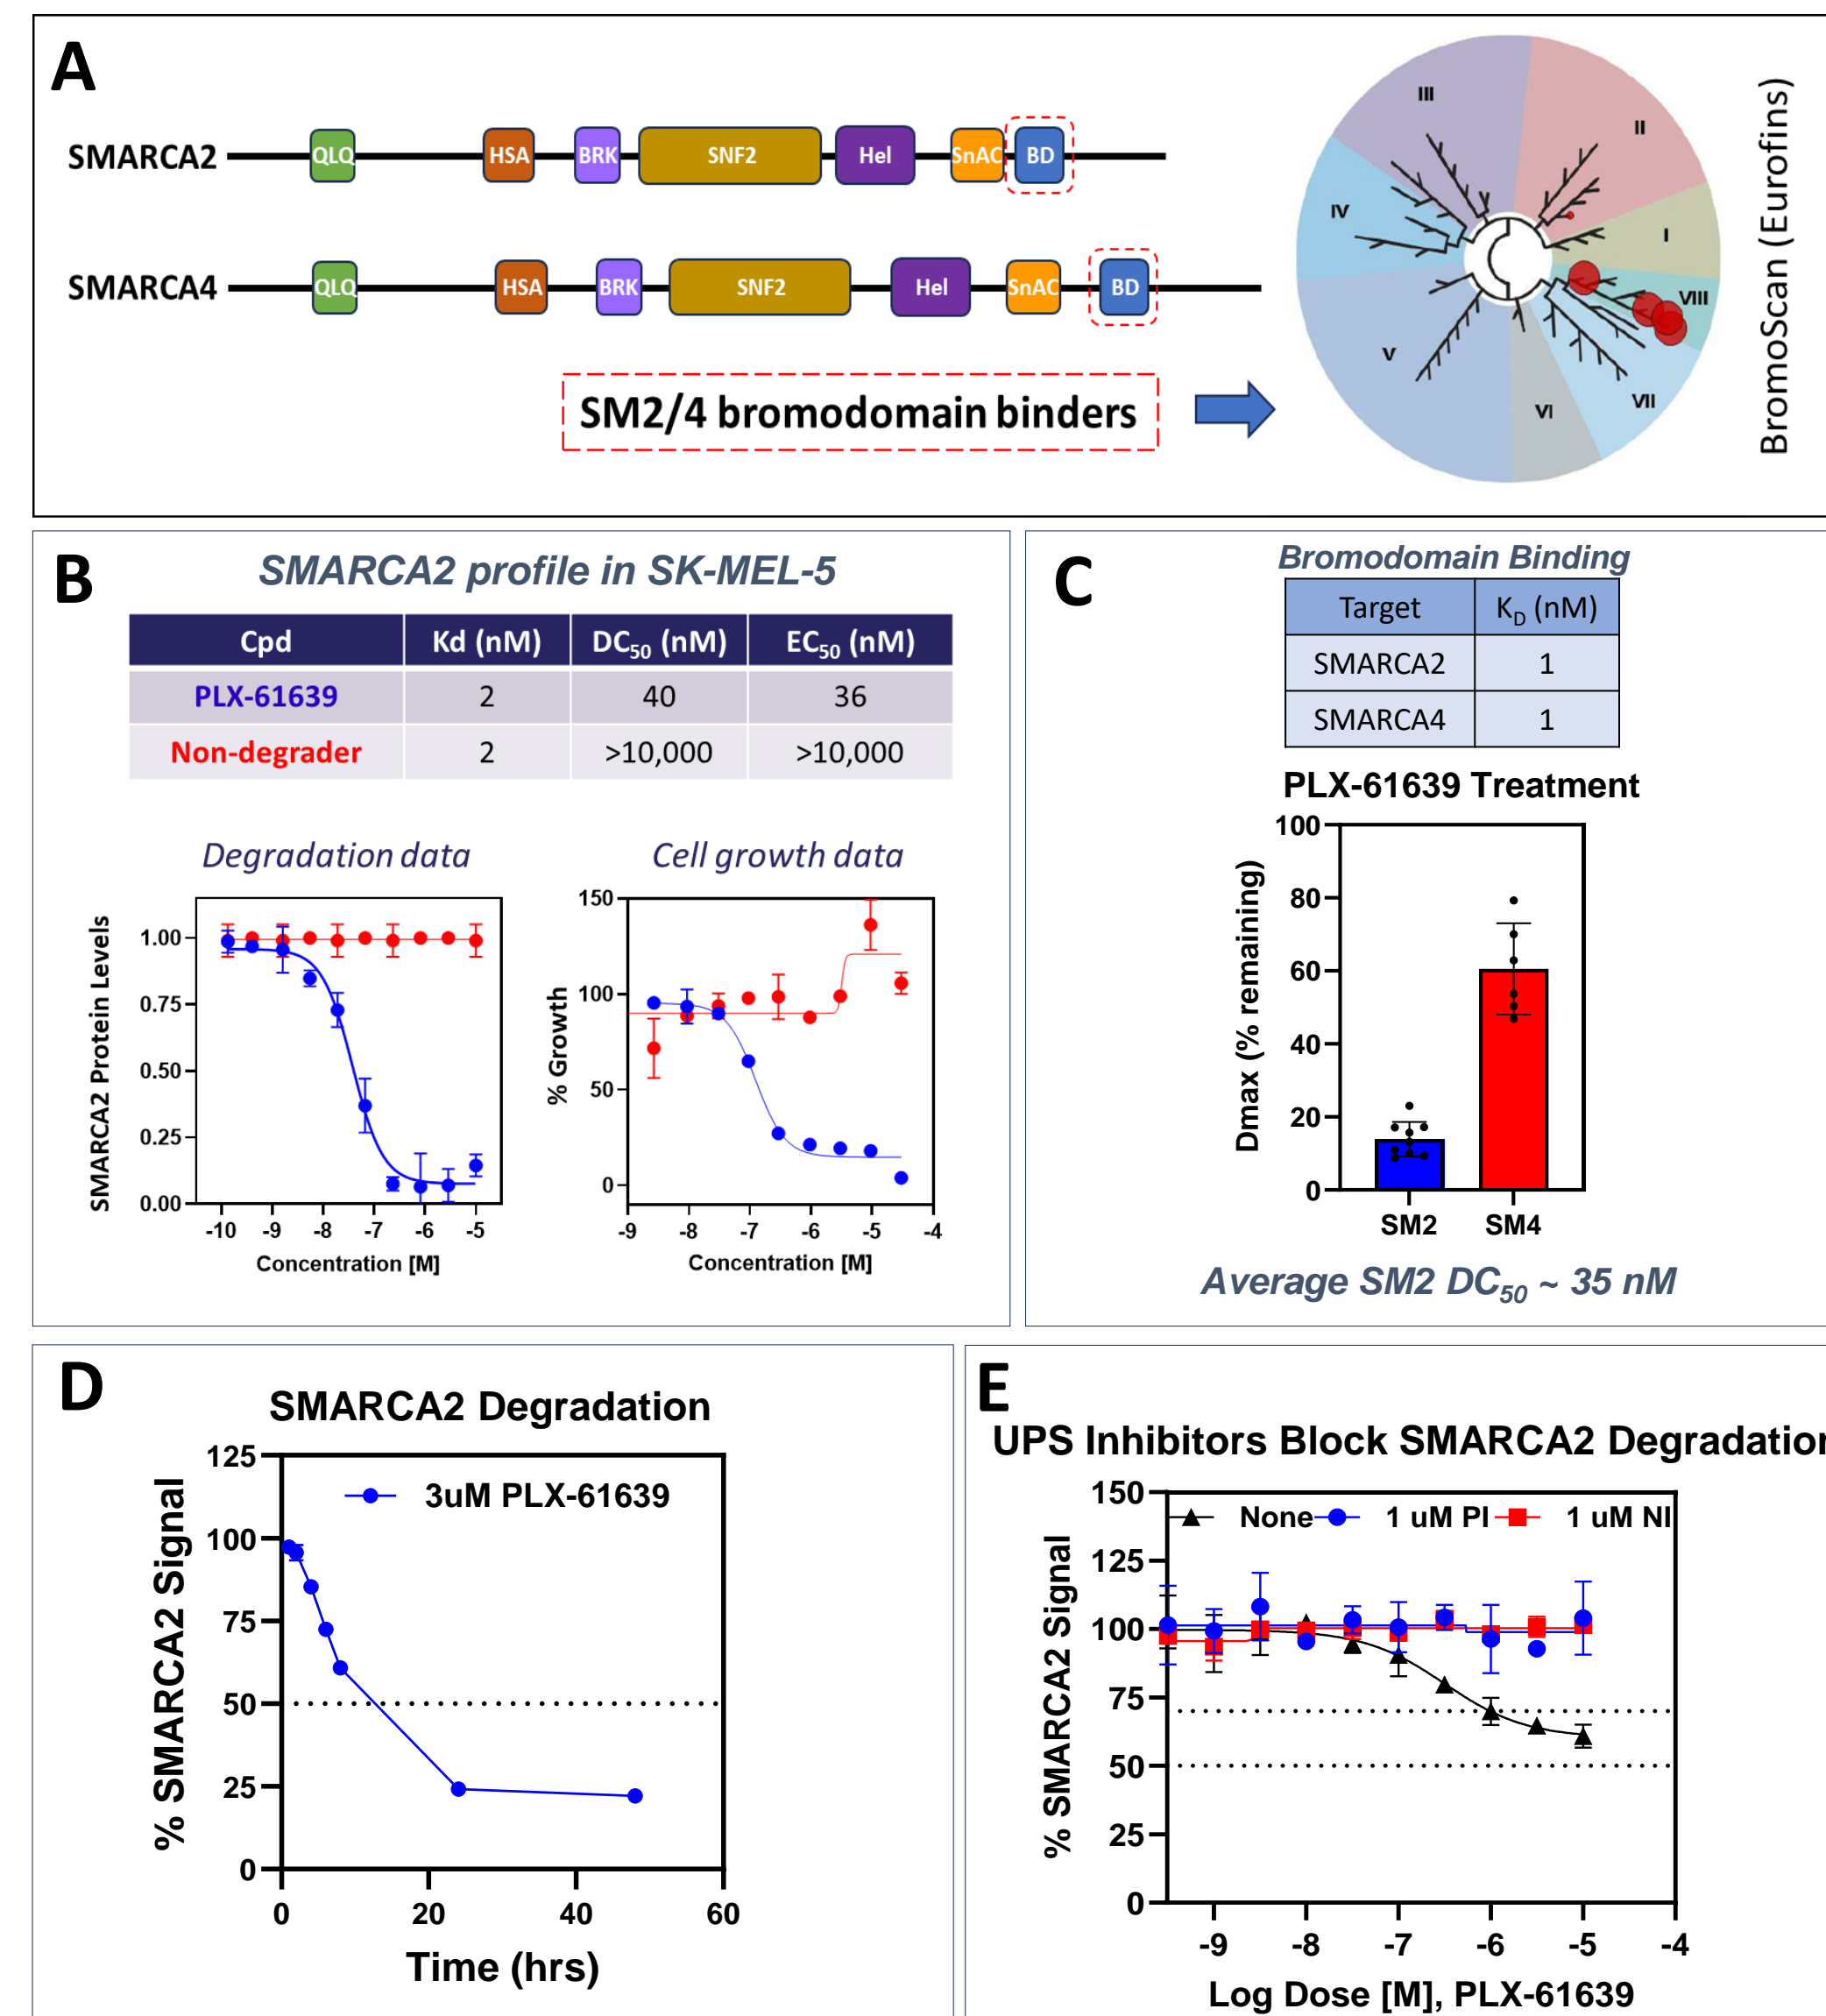 A
SMARCA2
QLQ
HSA
BRK
SNF2
Hel
SnAC
BD
SMARCA4
QLQ
HSA
BRK
SNF2
Hel
SnAC
BD
SM2/4 bromodomain binders
III
II
IV
I
VIII
V
VII
VI
BromoScan (Eurofins)
B
SMARCA2 profile in SK-MEL-5
Cpd Kd (nM) DC50 (nM) EC50 (nM)
PLX-61639 2 40 36
Non-degrader 2 >10,000 >10,000
Degradation data
SMARCA2 Protein Levels
1.00
0.75
0.50
0.25
0.00
-10 -9 -8 -7 -6 -5
Concentration [M]
Cell growth data
% Growth
150
100
50
0
-9 -8 -7 -6 -5 -4
Concentration [M]
C
Bromodomain Binding
Target KD (nM)
SMARCA2 1
SMARCA4 1
PLX-61639 Treatment
Dmax (% remaining)
100
80
60
40
20
0
SM2 SM4
Average SM2 DC50 ~ 35 nM
D
SMARCA2 Degradation
3uM PLX-61639
% SMARCA2 Signal
125
100
75
50
25
0
0 20 40 60
Time (hrs)
E
UPS Inhibitors Block SMARCA2 Degradation
None 1 uM PI 1 uM NI
% SMARCA2 Signal
150
125
100
75
50
25
0
-9 -8 -7 -6 -5 -4
Log Dose [M], PLX-61639